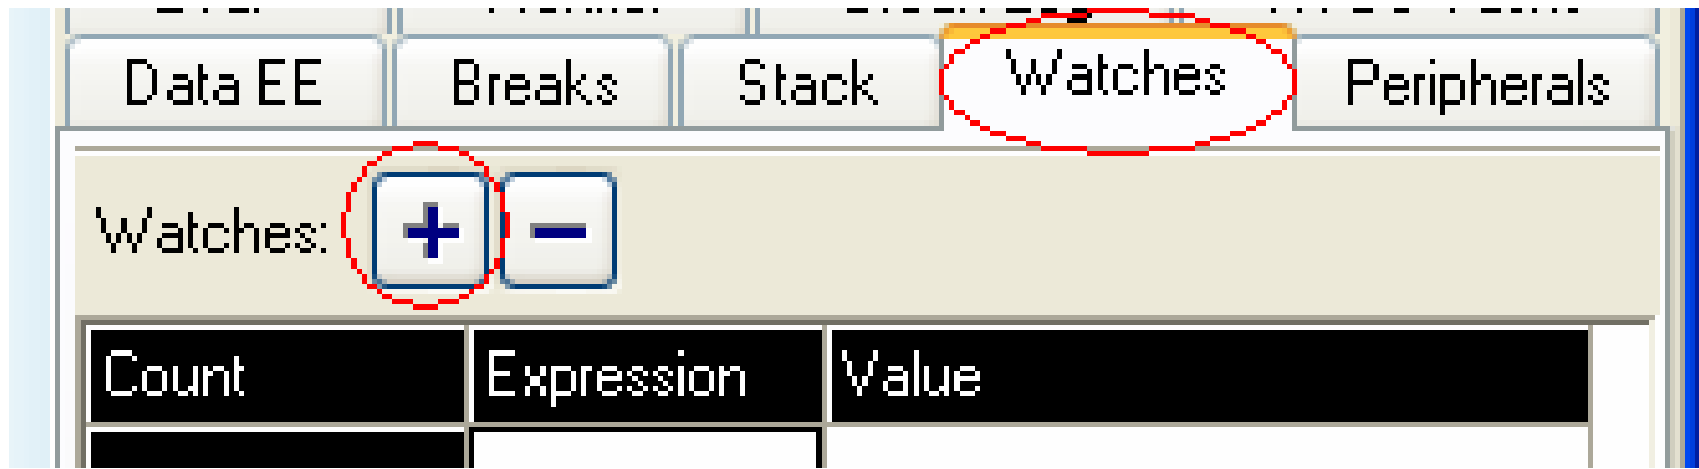 Data EE Breaks Stack Watches Peripherals
Watches: + −
Count Expression Value